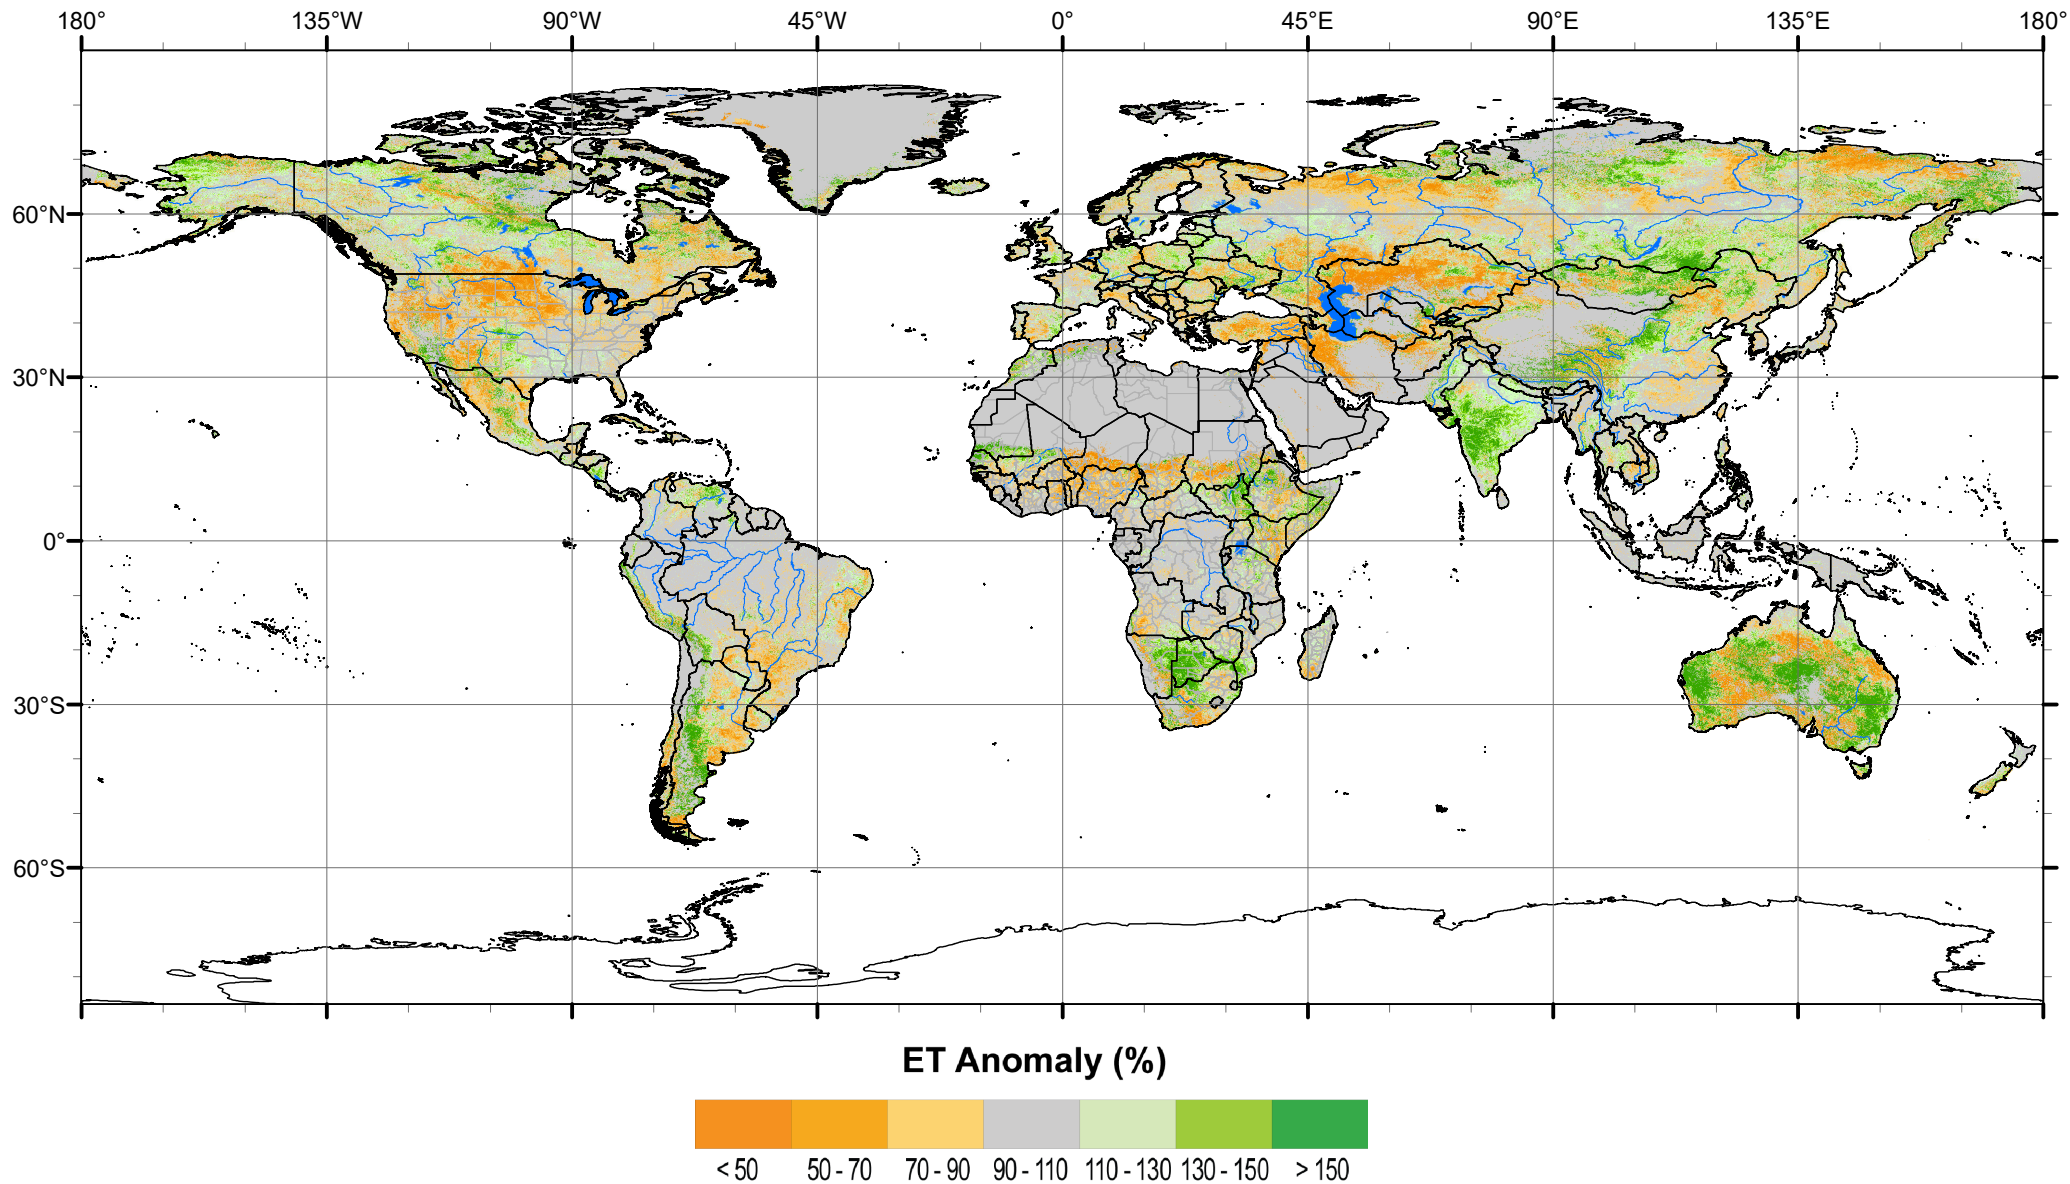 180° 135°W 90°W 45°W 0° 45°E 90°E 135°E 180°
60°N
30°N
0°
30°S
60°S
ET Anomaly (%)
< 50 50 - 70 70 - 90 90 - 110 110 - 130 130 - 150 > 150